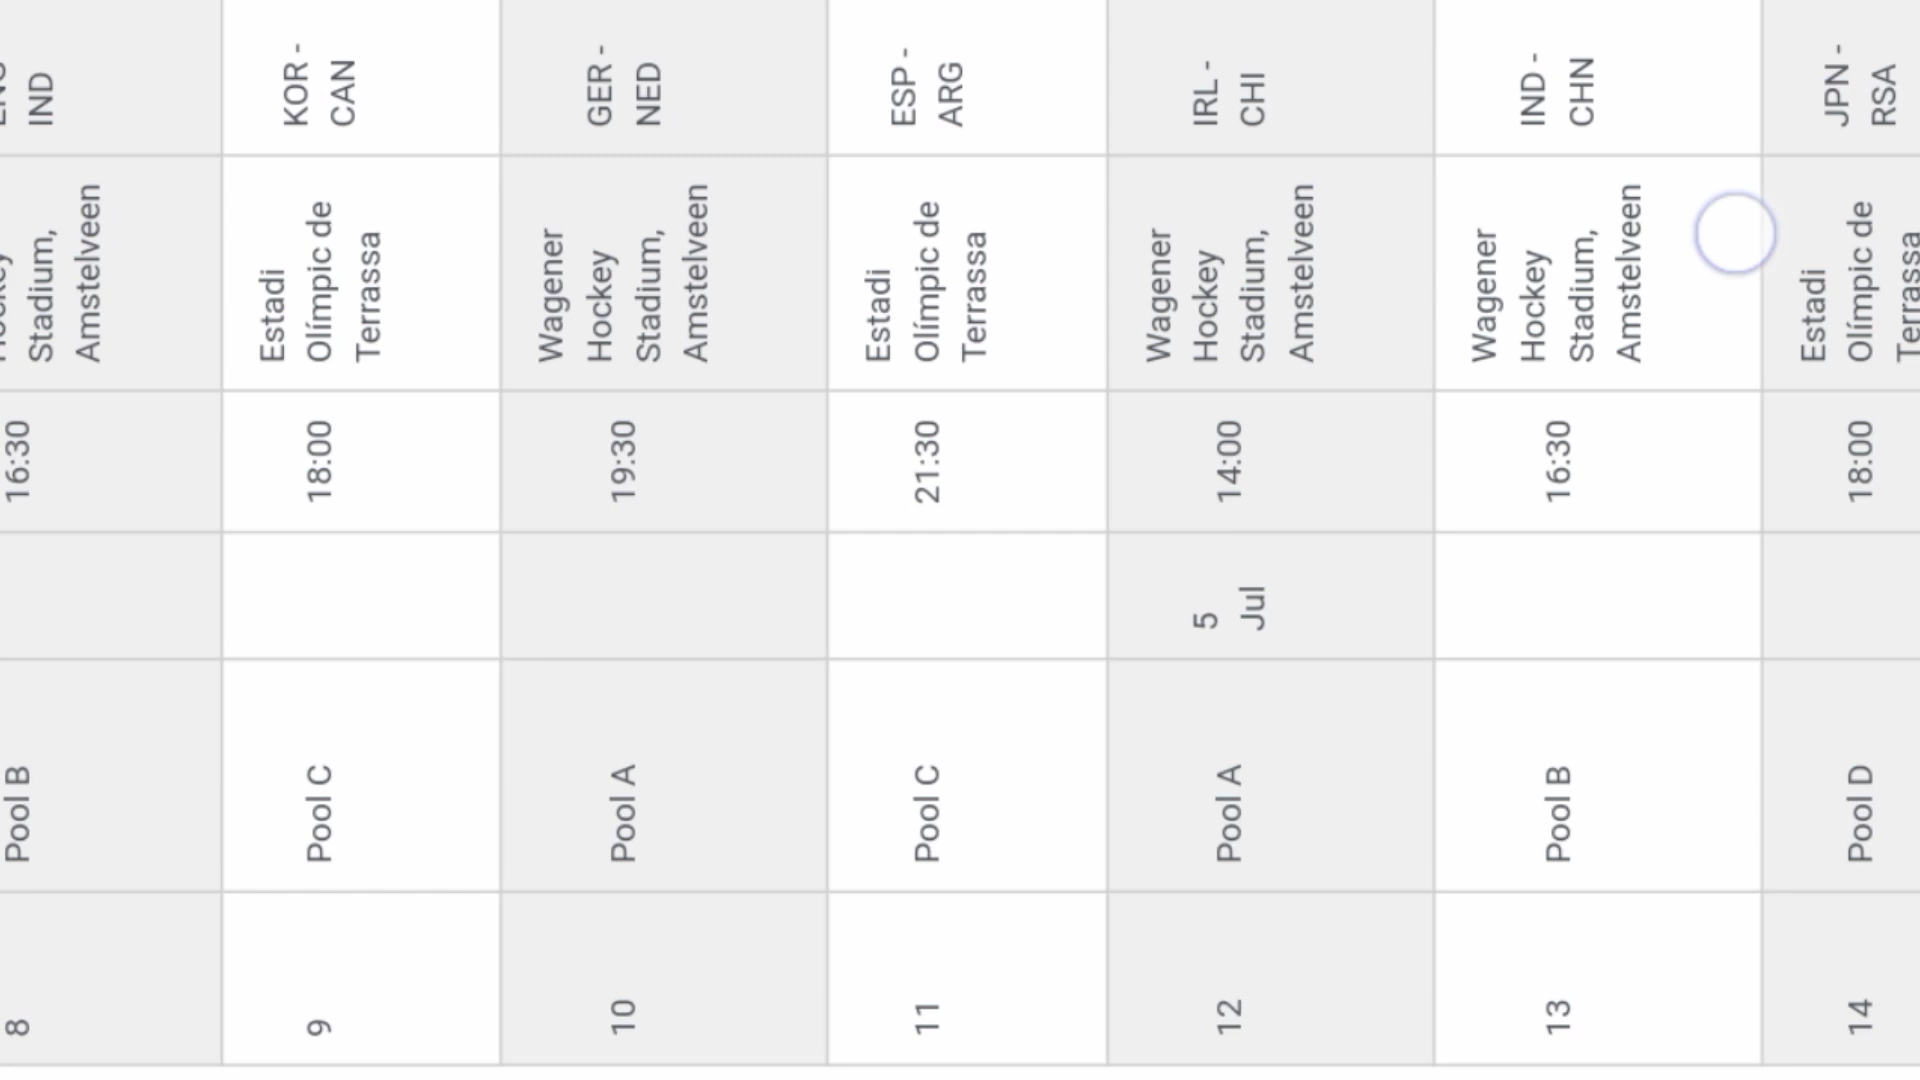 8
Pool B
16:30
Stadium,
Amstelveen
IND
9
Pool C
18:00
Estadi
Olímpic de
Terrassa
KOR -
CAN
10
Pool A
19:30
Wagener
Hockey
Stadium,
Amstelveen
GER -
NED
11
Pool C
21:30
Estadi
Olímpic de
Terrassa
ESP -
ARG
12
Pool A
5
Jul
14:00
Wagener
Hockey
Stadium,
Amstelveen
IRL -
CHI
13
Pool B
16:30
Wagener
Hockey
Stadium,
Amstelveen
IND -
CHN
14
Pool D
18:00
Estadi
Olímpic de
Terrassa
JPN -
RSA